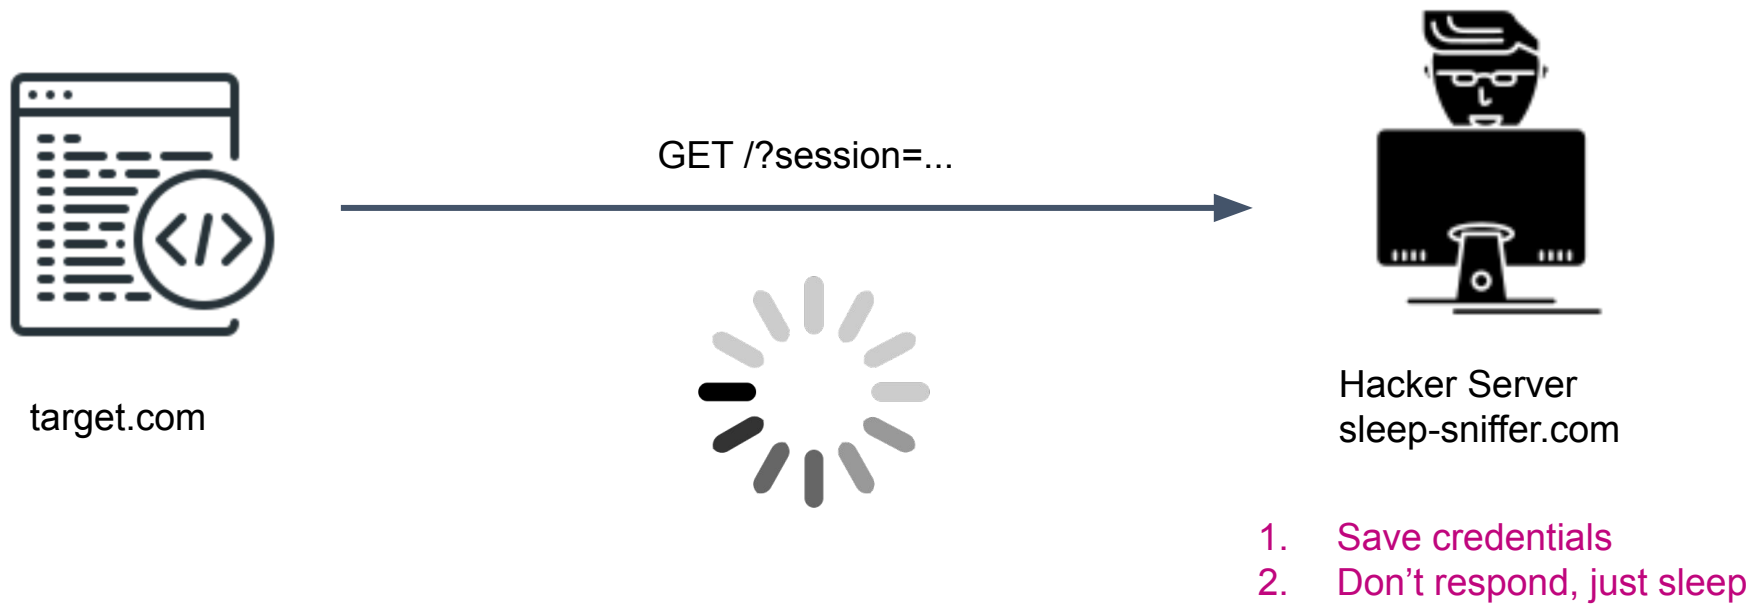 GET /?session=...
target.com
Hacker Server
sleep-sniffer.com
1. Save credentials
2. Don’t respond, just sleep